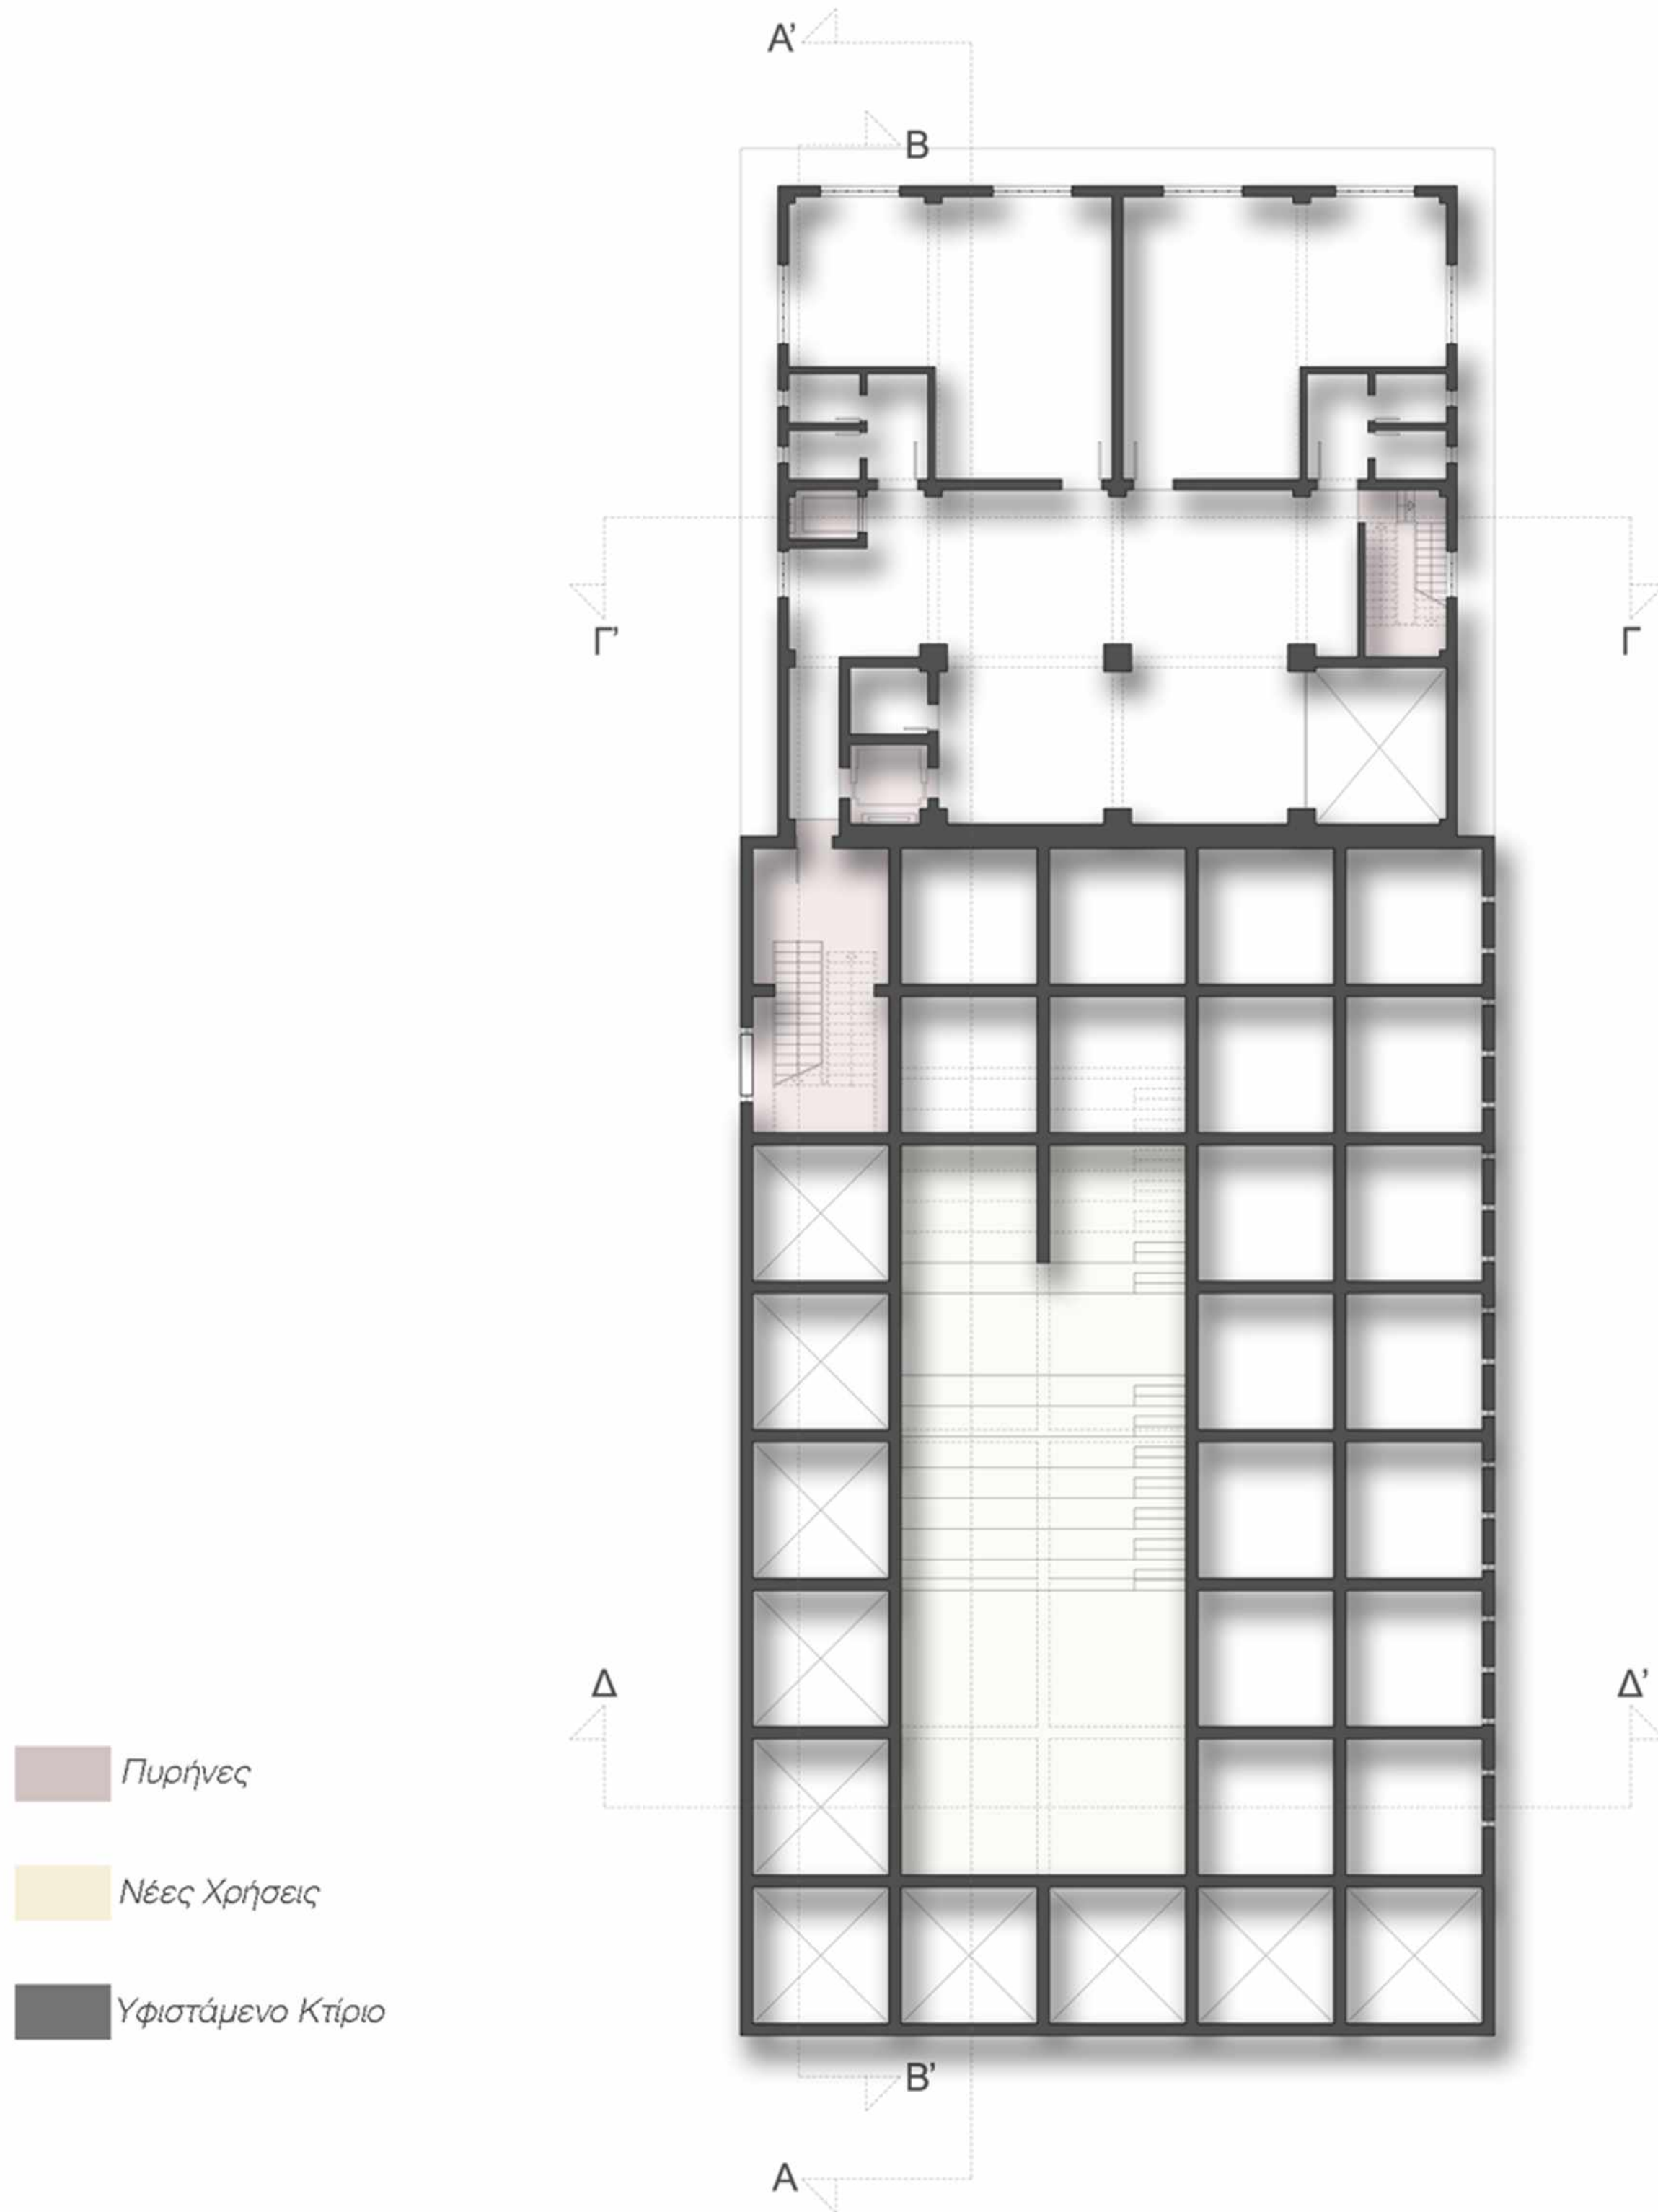 Α’
Β
Γ’
Γ
Δ
Δ’
Πυρήνες
Νέες Χρήσεις
Υφιστάμενο Κτίριο
Β’
Α